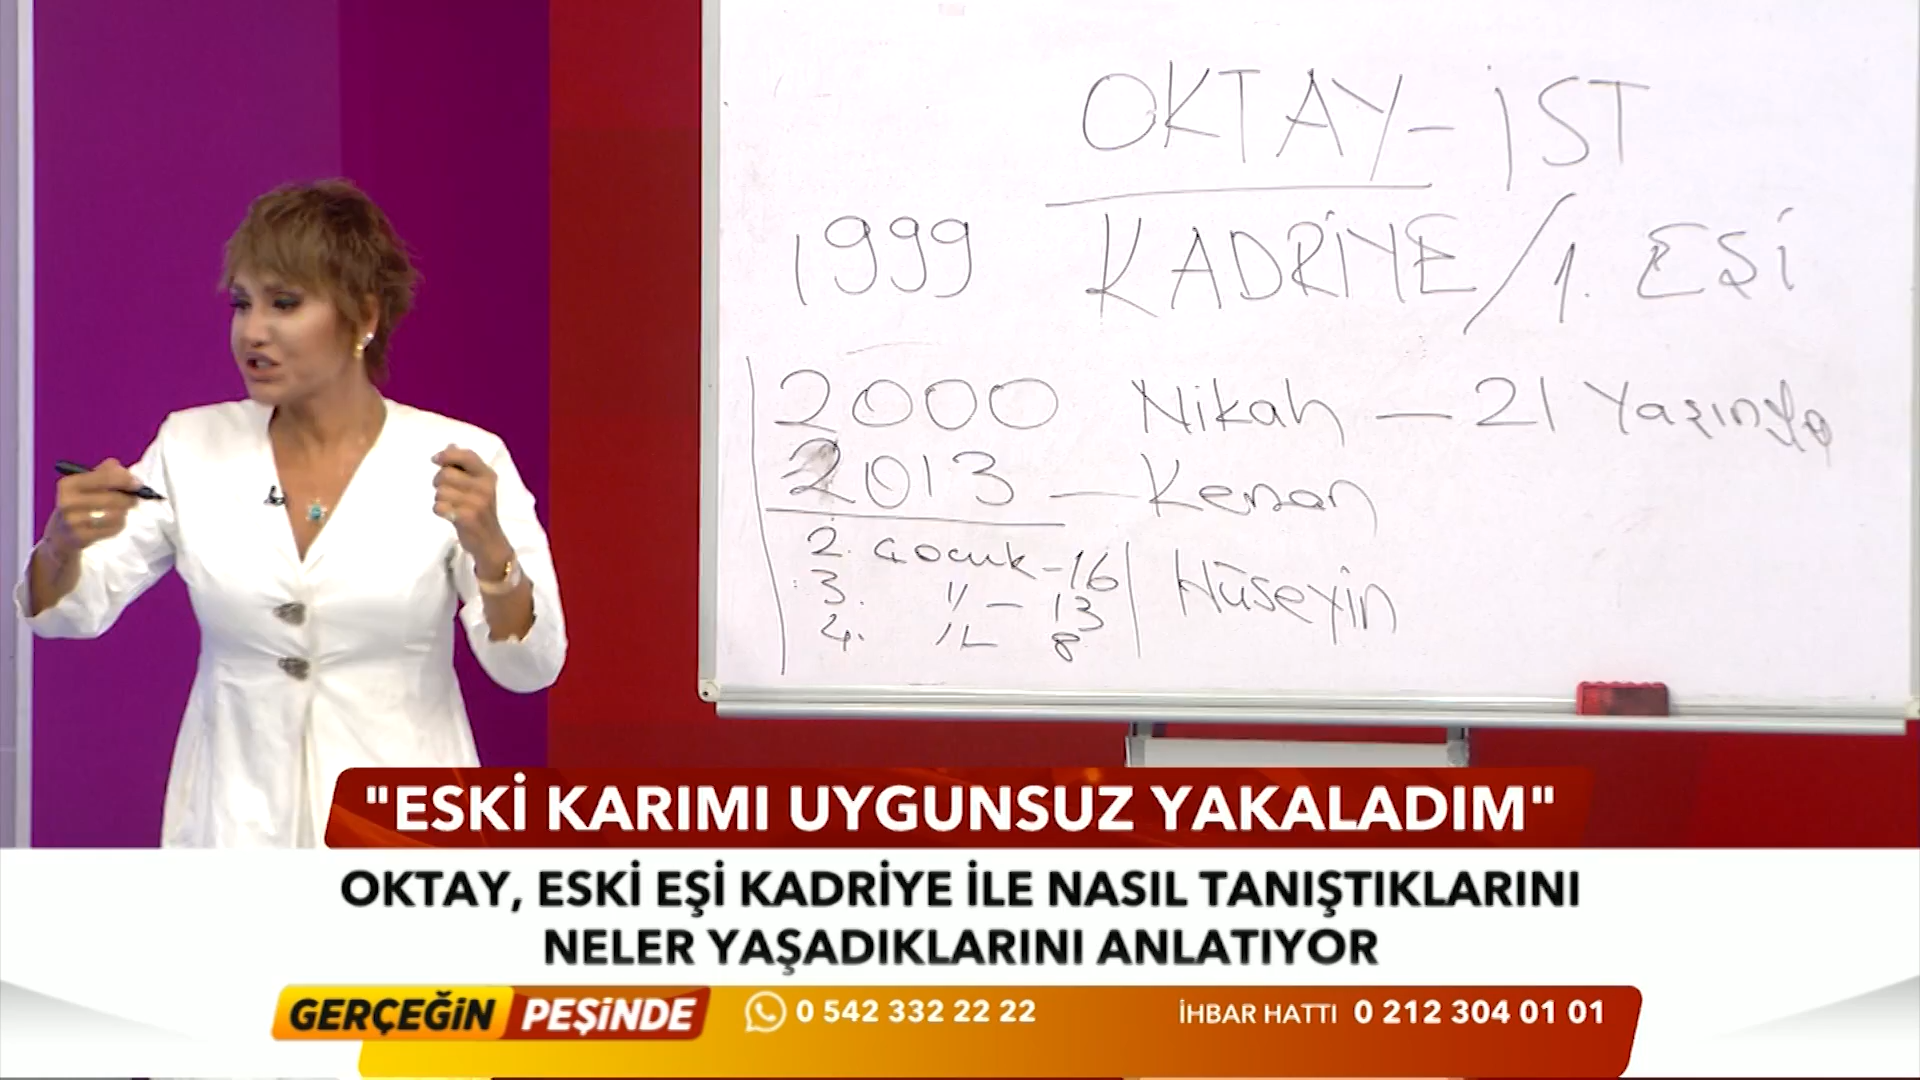 OKTAY - İST
1999 KADRİYE / 1. EŞİ
2000 Nikah - 21 Yaşında
2013 - Kenan
2. Çocuk - 16 Hüseyin
3. " - 13
4. " - 8
"ESKİ KARIMI UYGUNSUZ YAKALADIM"
OKTAY, ESKİ EŞİ KADRİYE İLE NASIL TANIŞTIKLARINI
NELER YAŞADIKLARINI ANLATIYOR
GERÇEĞİN PEŞİNDE 0 542 332 22 22 İHBAR HATTI 0 212 304 01 01